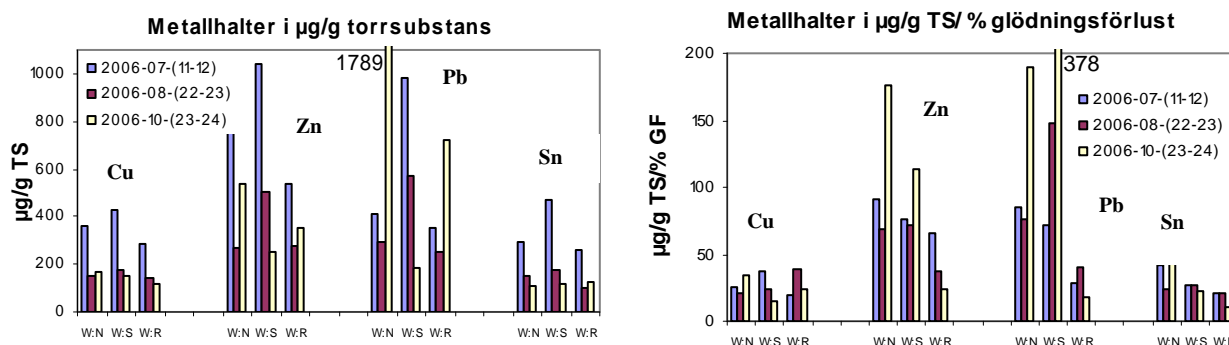 Metallhalter i µg/g torrsubstans
µg/g TS
1000
800
600
400
200
0
2006-07-(11-12)
2006-08-(22-23)
2006-10-(23-24)
1789
Cu
Zn
Pb
Sn
W:N W:S W:R W:N W:S W:R W:N W:S W:R W:N W:S W:R
Metallhalter i µg/g TS/ % glödningsförlust
µg/g TS/% GF
200
150
100
50
0
378
2006-07-(11-12)
2006-08-(22-23)
2006-10-(23-24)
Cu
Zn
Pb
Sn
W:N W:S W:R W:N W:S W:R W:N W:S W:R W:N W:S